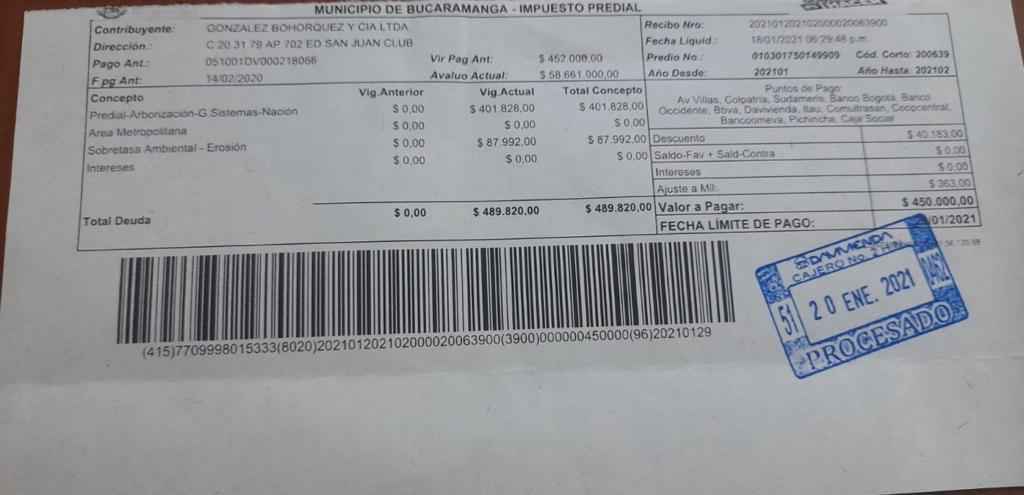 MUNICIPIO DE BUCARAMANGA - IMPUESTO PREDIAL
Contribuyente: GONZALEZ BOHORQUEZ Y CIA LTDA
Dirección.: C 20 31 79 AP 702 ED SAN JUAN CLUB
Pago Ant.: 051001DV000218066 Vlr Pag Ant: $ 452.000,00
F pg Ant: 14/02/2020 Avaluo Actual: $ 58.661.000,00
Recibo Nro: 202101202102000020063900
Fecha Liquid.: 18/01/2021 06:29:48 p.m.
Predio No.: 010301750149909 Cód. Corto: 200639
Año Desde: 202101 Año Hasta: 202102
Concepto Vig.Anterior Vig.Actual Total Concepto
Predial-Arborización-G.Sistemas-Nación $ 0,00 $ 401.828,00 $ 401.828,00
Area Metropolitana $ 0,00 $ 0,00 $ 0,00
Sobretasa Ambiental - Erosión $ 0,00 $ 87.992,00 $ 87.992,00
Intereses $ 0,00 $ 0,00 $ 0,00
Total Deuda $ 0,00 $ 489.820,00 $ 489.820,00
Puntos de Pago:
Av Villas, Colpatria, Sudameris, Banco Bogotá, Banco
Occidente, Bbva, Davivienda, Itau, Comultrasan, Coopcentral,
Bancoomeva, Pichincha, Caja Social
Descuento $ 40.183,00
Saldo-Fav + Sald-Contra $ 0,00
Intereses $ 0,00
Ajuste a Mil: $ 363,00
Valor a Pagar: $ 450.000,00
FECHA LÍMITE DE PAGO: /01/2021
(415)7709998015333(8020)202101202102000020063900(3900)000000450000(96)20210129
DAVIVIENDA
CAJERO No. 2
51 20 ENE. 2021 9462
PROCESADO